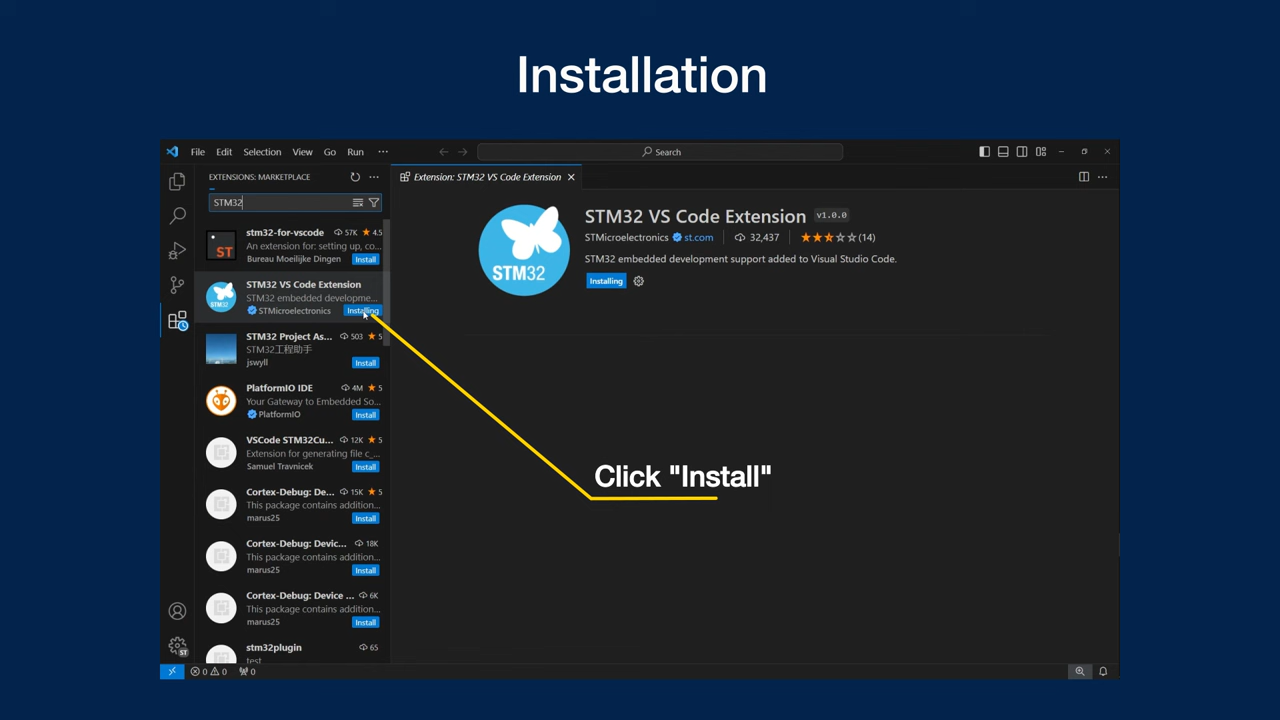 Installation
File Edit Selection View Go Run ···
Search
EXTENSIONS: MARKETPLACE
Extension: STM32 VS Code Extension
STM32
stm32-for-vscode 57K 4.5
An extension for: setting up, co...
Bureau Moeilijke Dingen Install
STM32 VS Code Extension
STM32 embedded developme...
STMicroelectronics Installing
STM32 Project As... 503 5
STM32工程助手
jswyll Install
PlatformIO IDE 4M 5
Your Gateway to Embedded So...
PlatformIO Install
VSCode STM32Cu... 12K 5
Extension for generating file c_...
Samuel Travnicek Install
Cortex-Debug: De... 15K 5
This package contains addition...
marus25 Install
Cortex-Debug: Devic... 18K
This package contains addition...
marus25 Install
Cortex-Debug: Device ... 6K
This package contains addition...
marus25 Install
stm32plugin 65
test
STM32
STM32 VS Code Extension v1.0.0
STMicroelectronics st.com 32,437 (14)
STM32 embedded development support added to Visual Studio Code.
Installing
Click "Install"
ST
0 0 0